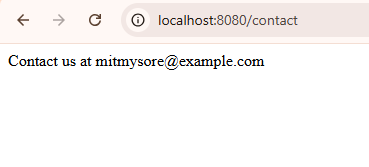 localhost:8080/contact
Contact us at mitmysore@example.com